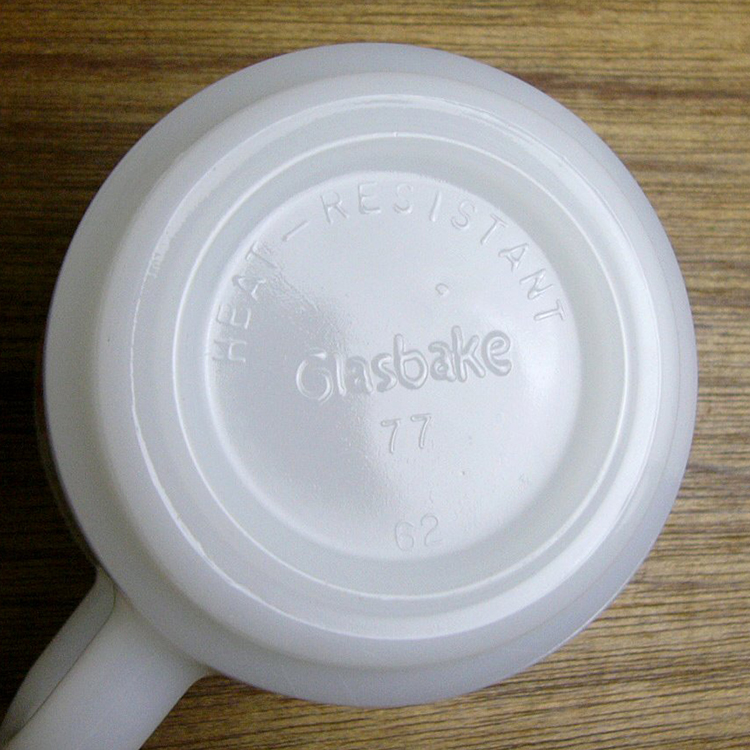 HEAT-RESISTANT
Glasbake
77
62